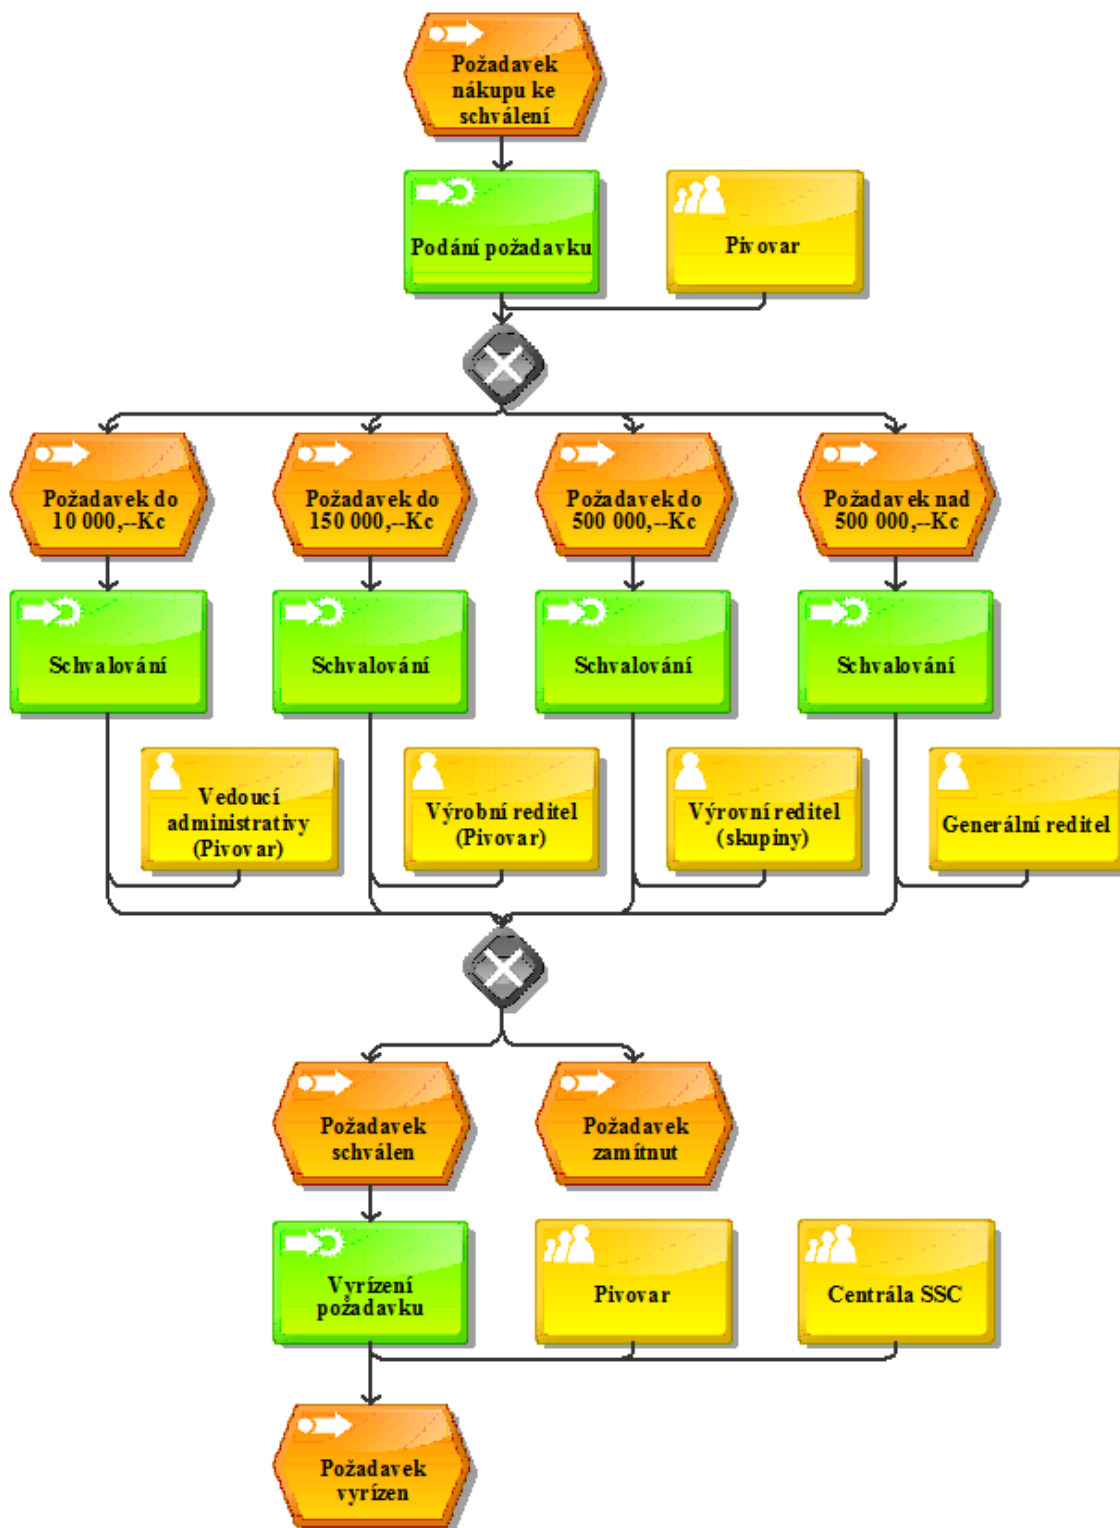 Požadavek
nákupu ke
schválení
Podání požadavku
Pivovar
Požadavek do
10 000,--Kc
Požadavek do
150 000,--Kc
Požadavek do
500 000,--Kc
Požadavek nad
500 000,--Kc
Schvalování
Schvalování
Schvalování
Schvalování
Vedoucí
administrativy
(Pivovar)
Výrobní reditel
(Pivovar)
Výrovní reditel
(skupiny)
Generální reditel
Požadavek
schválen
Požadavek
zamítnut
Vyrízení
požadavku
Pivovar
Centrála SSC
Požadavek
vyrízen